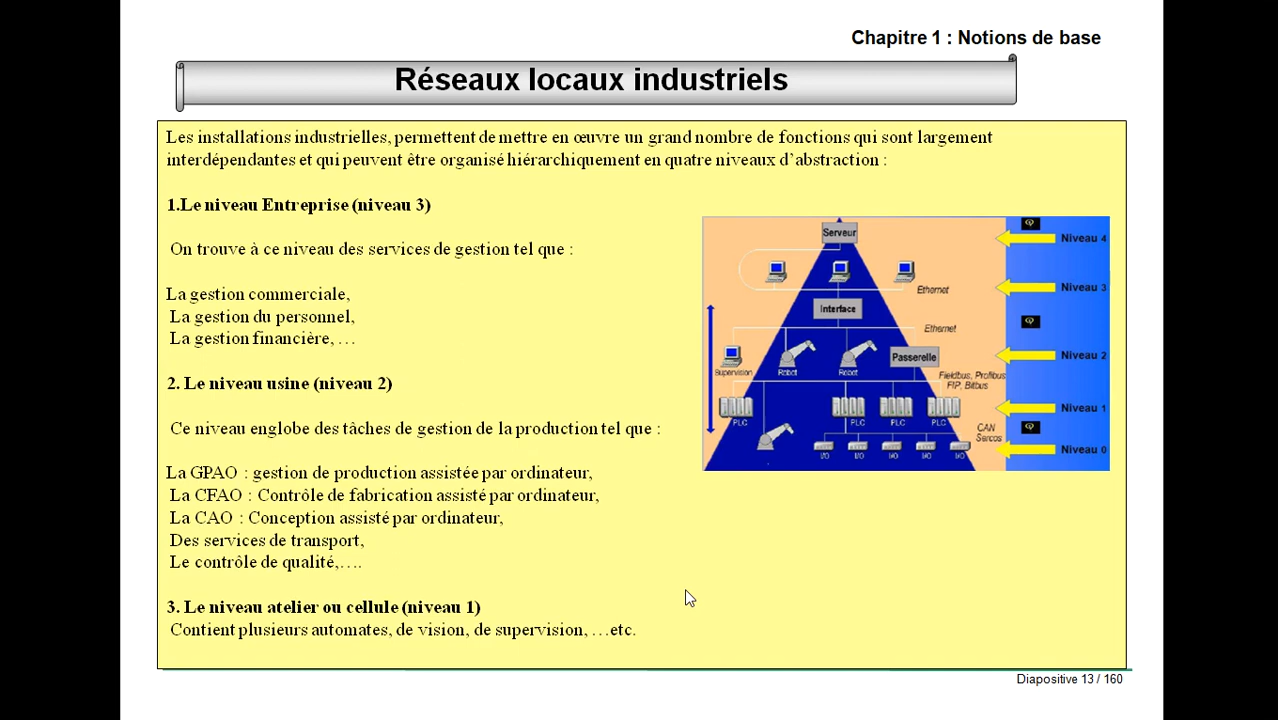 Chapitre 1 : Notions de base
Réseaux locaux industriels
Les installations industrielles, permettent de mettre en œuvre un grand nombre de fonctions qui sont largement
interdépendantes et qui peuvent être organisé hiérarchiquement en quatre niveaux d’abstraction :
1.Le niveau Entreprise (niveau 3)
On trouve à ce niveau des services de gestion tel que :
La gestion commerciale,
La gestion du personnel,
La gestion financière, …
2. Le niveau usine (niveau 2)
Ce niveau englobe des tâches de gestion de la production tel que :
La GPAO : gestion de production assistée par ordinateur,
La CFAO : Contrôle de fabrication assisté par ordinateur,
La CAO : Conception assisté par ordinateur,
Des services de transport,
Le contrôle de qualité,….
3. Le niveau atelier ou cellule (niveau 1)
Contient plusieurs automates, de vision, de supervision, …etc.
Serveur
Niveau 4
Ethernet
Niveau 3
Interface
Ethernet
Supervision
Robot
Robot
Passerelle
Niveau 2
Fieldbus, Profibus
FIP, Bitbus
PLC
PLC
PLC
PLC
Niveau 1
CAN
Sercos
I/O
I/O
I/O
I/O
I/O
Niveau 0
Diapositive 13 / 160